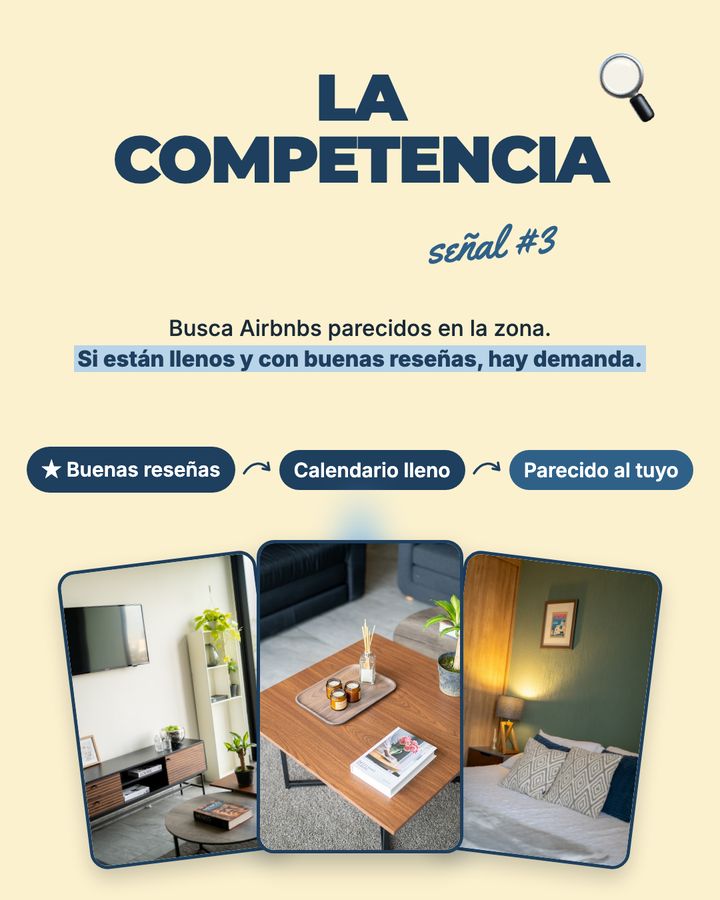 LA
COMPETENCIA
señal #3
Busca Airbnbs parecidos en la zona.
Si están llenos y con buenas reseñas, hay demanda.
★ Buenas reseñas
Calendario lleno
Parecido al tuyo